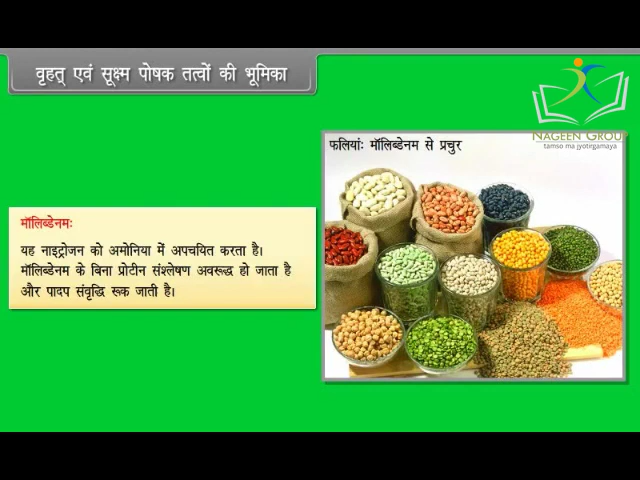 वृहत् एवं सूक्ष्म पोषक तत्वों की भूमिका
NAGEEN GROUP
tamso ma jyotirgamaya
फलियां: मॉलिब्डेनम से प्रचुर
मॉलिब्डेनम:
यह नाइट्रोजन को अमोनिया में अपचयित करता है।
मॉलिब्डेनम के बिना प्रोटीन संश्लेषण अवरूद्ध हो जाता है
और पादप संवृद्धि रूक जाती है।